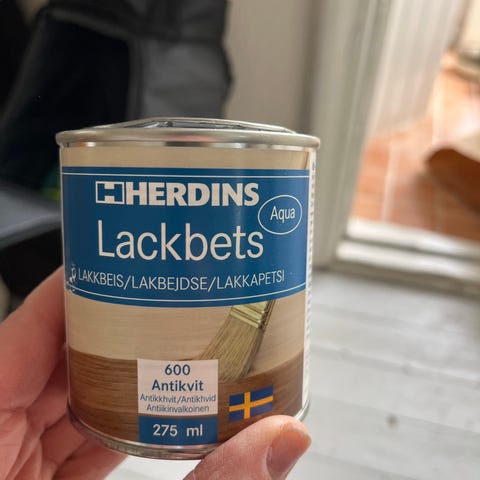 HERDINS
Aqua
Lackbets
LAKKBEIS/LAKBEJDSE/LAKKAPETSI
600
Antikvit
Antikkhvit/Antikhvid
Antiikinvalkoinen
275 ml